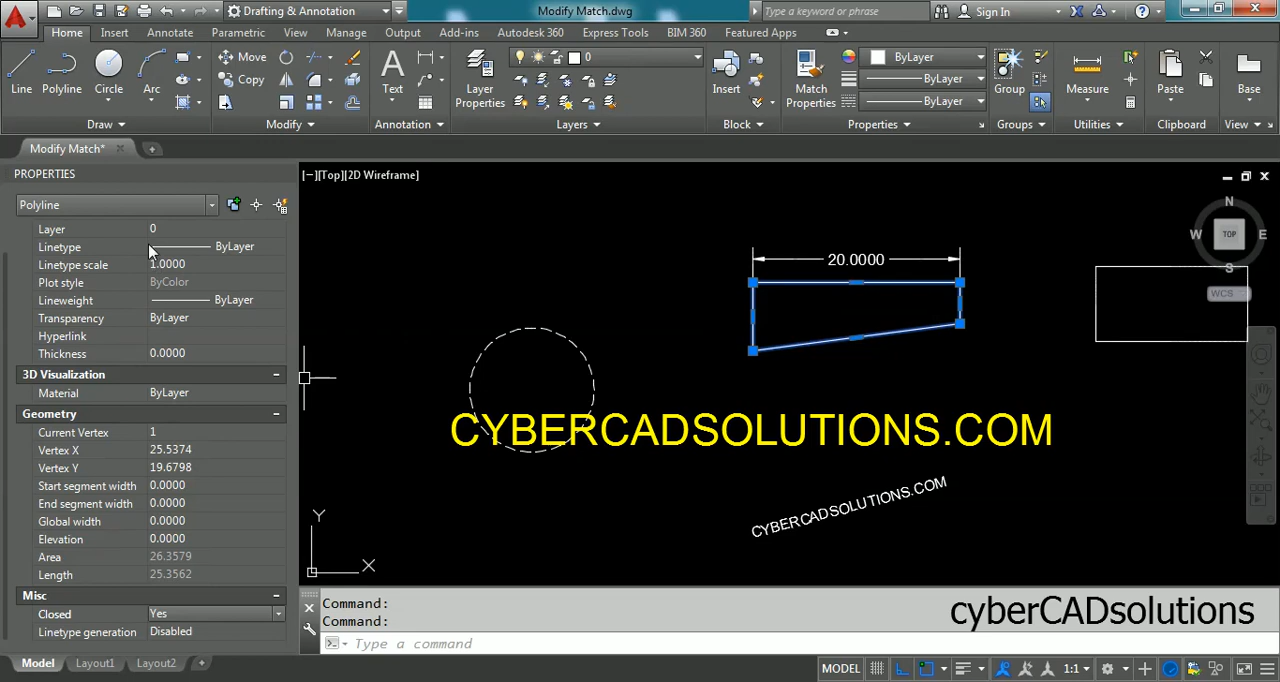 Drafting & Annotation
Modify Match.dwg
Type a keyword or phrase
Sign In
Home Insert Annotate Parametric View Manage Output Add-ins Autodesk 360 Express Tools BIM 360 Featured Apps
Line Polyline Circle Arc
Move
Copy
Text
Layer Properties
0
Insert
Match Properties
ByLayer
ByLayer
ByLayer
Group
Measure
Paste
Base
Draw Modify Annotation Layers Block Properties Groups Utilities Clipboard View
Modify Match*
PROPERTIES
Polyline
Layer 0
Linetype ByLayer
Linetype scale 1.0000
Plot style ByColor
Lineweight ByLayer
Transparency ByLayer
Hyperlink
Thickness 0.0000
3D Visualization
Material ByLayer
Geometry
Current Vertex 1
Vertex X 25.5374
Vertex Y 19.6798
Start segment width 0.0000
End segment width 0.0000
Global width 0.0000
Elevation 0.0000
Area 26.3579
Length 25.3562
Misc
Closed Yes
Linetype generation Disabled
[−][Top][2D Wireframe]
20.0000
N
W TOP E
S
WCS
CYBERCADSOLUTIONS.COM
CYBERCADSOLUTIONS.COM
Y
X
Command:
Command:
Type a command
cyberCADsolutions
Model Layout1 Layout2 +
MODEL 1:1